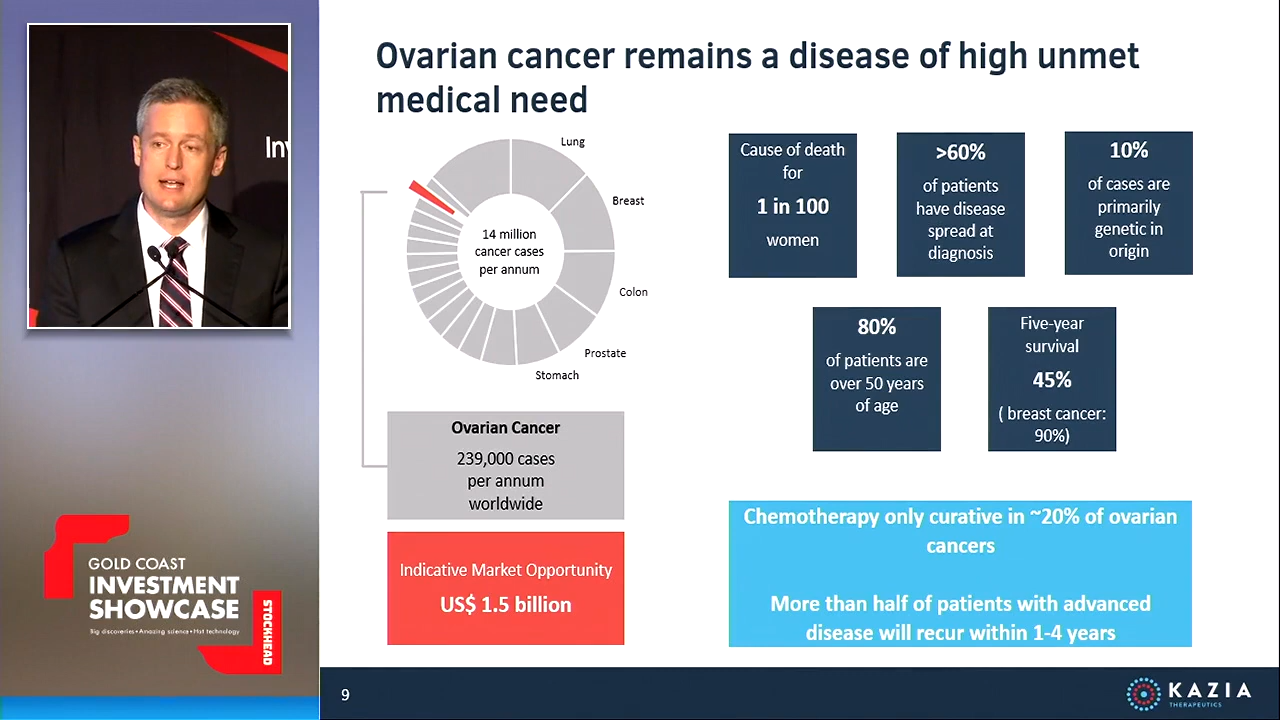 Ovarian cancer remains a disease of high unmet
medical need
Inv
Lung
Breast
Colon
Prostate
Stomach
14 million
cancer cases
per annum
Ovarian Cancer
239,000 cases
per annum
worldwide
Indicative Market Opportunity
US$ 1.5 billion
Cause of death
for
1 in 100
women
>60%
of patients
have disease
spread at
diagnosis
10%
of cases are
primarily
genetic in
origin
80%
of patients are
over 50 years
of age
Five-year
survival
45%
( breast cancer:
90%)
Chemotherapy only curative in ~20% of ovarian
cancers
More than half of patients with advanced
disease will recur within 1-4 years
GOLD COAST
INVESTMENT
SHOWCASE
Big discoveries•Amazing science•Hot technology
STOCKHEAD
9
KAZIA
THERAPEUTICS